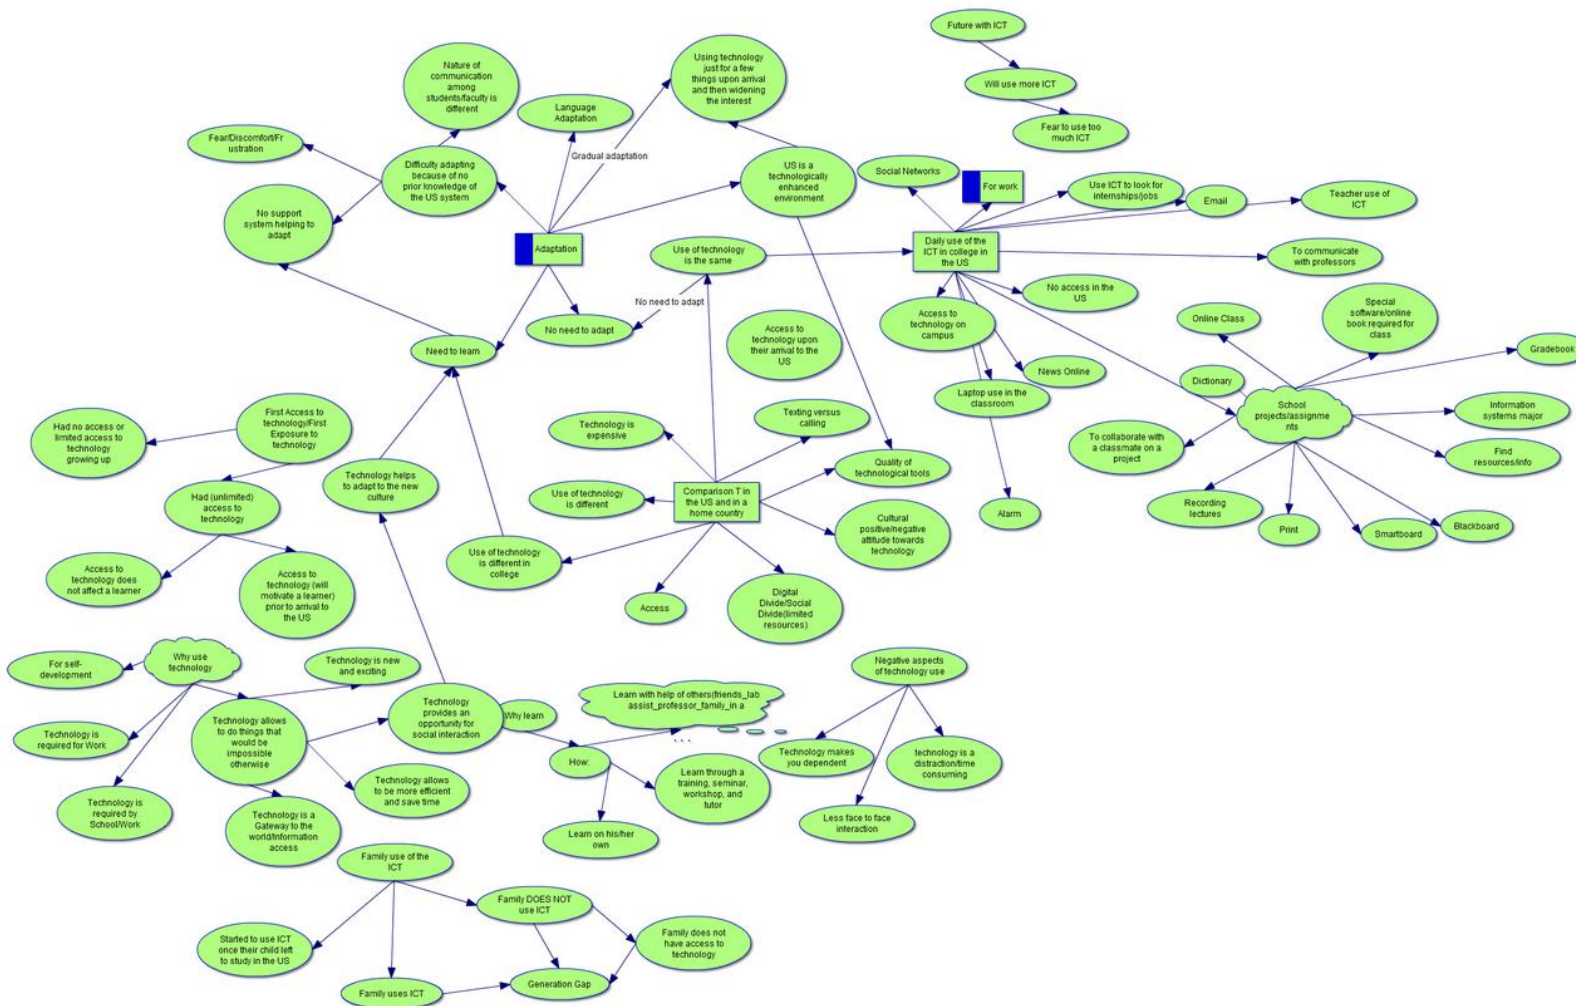 Future with ICT
Will use more ICT
Fear to use too
much ICT
Nature of
communication
among
students/faculty is
different
Using technology
just for a few
things upon arrival
and then widening
the interest
Language
Adaptation
Fear/Discomfort/Fr
ustration
Gradual adaptation
Difficulty adapting
because of no
prior knowledge of
the US system
US is a
technologically
enhanced
environment
No support
system helping to
adapt
Adaptation
Use of technology
is the same
No need to adapt
No need to adapt
Need to learn
Social Networks
For work
Use ICT to look for
internships/jobs
Email
Teacher use of
ICT
Daily use of the
ICT in college in
the US
To communicate
with professors
No access in the
US
Access to
technology on
campus
News Online
Laptop use in the
classroom
Alarm
Access to
technology upon
their arrival to the
US
Online Class
Special
software/online
book required for
class
Gradebook
Dictionary
School
projects/assignme
nts
Information
systems major
To collaborate with
a classmate on a
project
Find
resources/info
Recording
lectures
Print
Smartboard
Blackboard
First Access to
technology/First
Exposure to
technology
Had no access or
limited access to
technology
growing up
Had (unlimited)
access to
technology
Access to
technology does
not affect a learner
Access to
technology (will
motivate a learner)
prior to arrival to
the US
Technology helps
to adapt to the new
culture
Technology is
expensive
Texting versus
calling
Use of technology
is different
Comparison T in
the US and in a
home country
Quality of
technological tools
Cultural
positive/negative
attitude towards
technology
Use of technology
is different in
college
Access
Digital
Divide/Social
Divide(limited
resources)
Why use
technology
For self-
development
Technology is new
and exciting
Technology is
required for Work
Technology allows
to do things that
would be
impossible
otherwise
Technology
provides an
opportunity for
social interaction
Why learn
Technology is
required by
School/Work
Technology is a
Gateway to the
world/Information
access
Technology allows
to be more efficient
and save time
Learn with help of others(friends_lab
assist_professor_family_in a
. . .
How:
Learn through a
training, seminar,
workshop, and
tutor
Learn on his/her
own
Negative aspects
of technology use
Technology makes
you dependent
technology is a
distraction/time
consuming
Less face to face
interaction
Family use of the
ICT
Family DOES NOT
use ICT
Started to use ICT
once their child left
to study in the US
Family does not
have access to
technology
Family uses ICT
Generation Gap